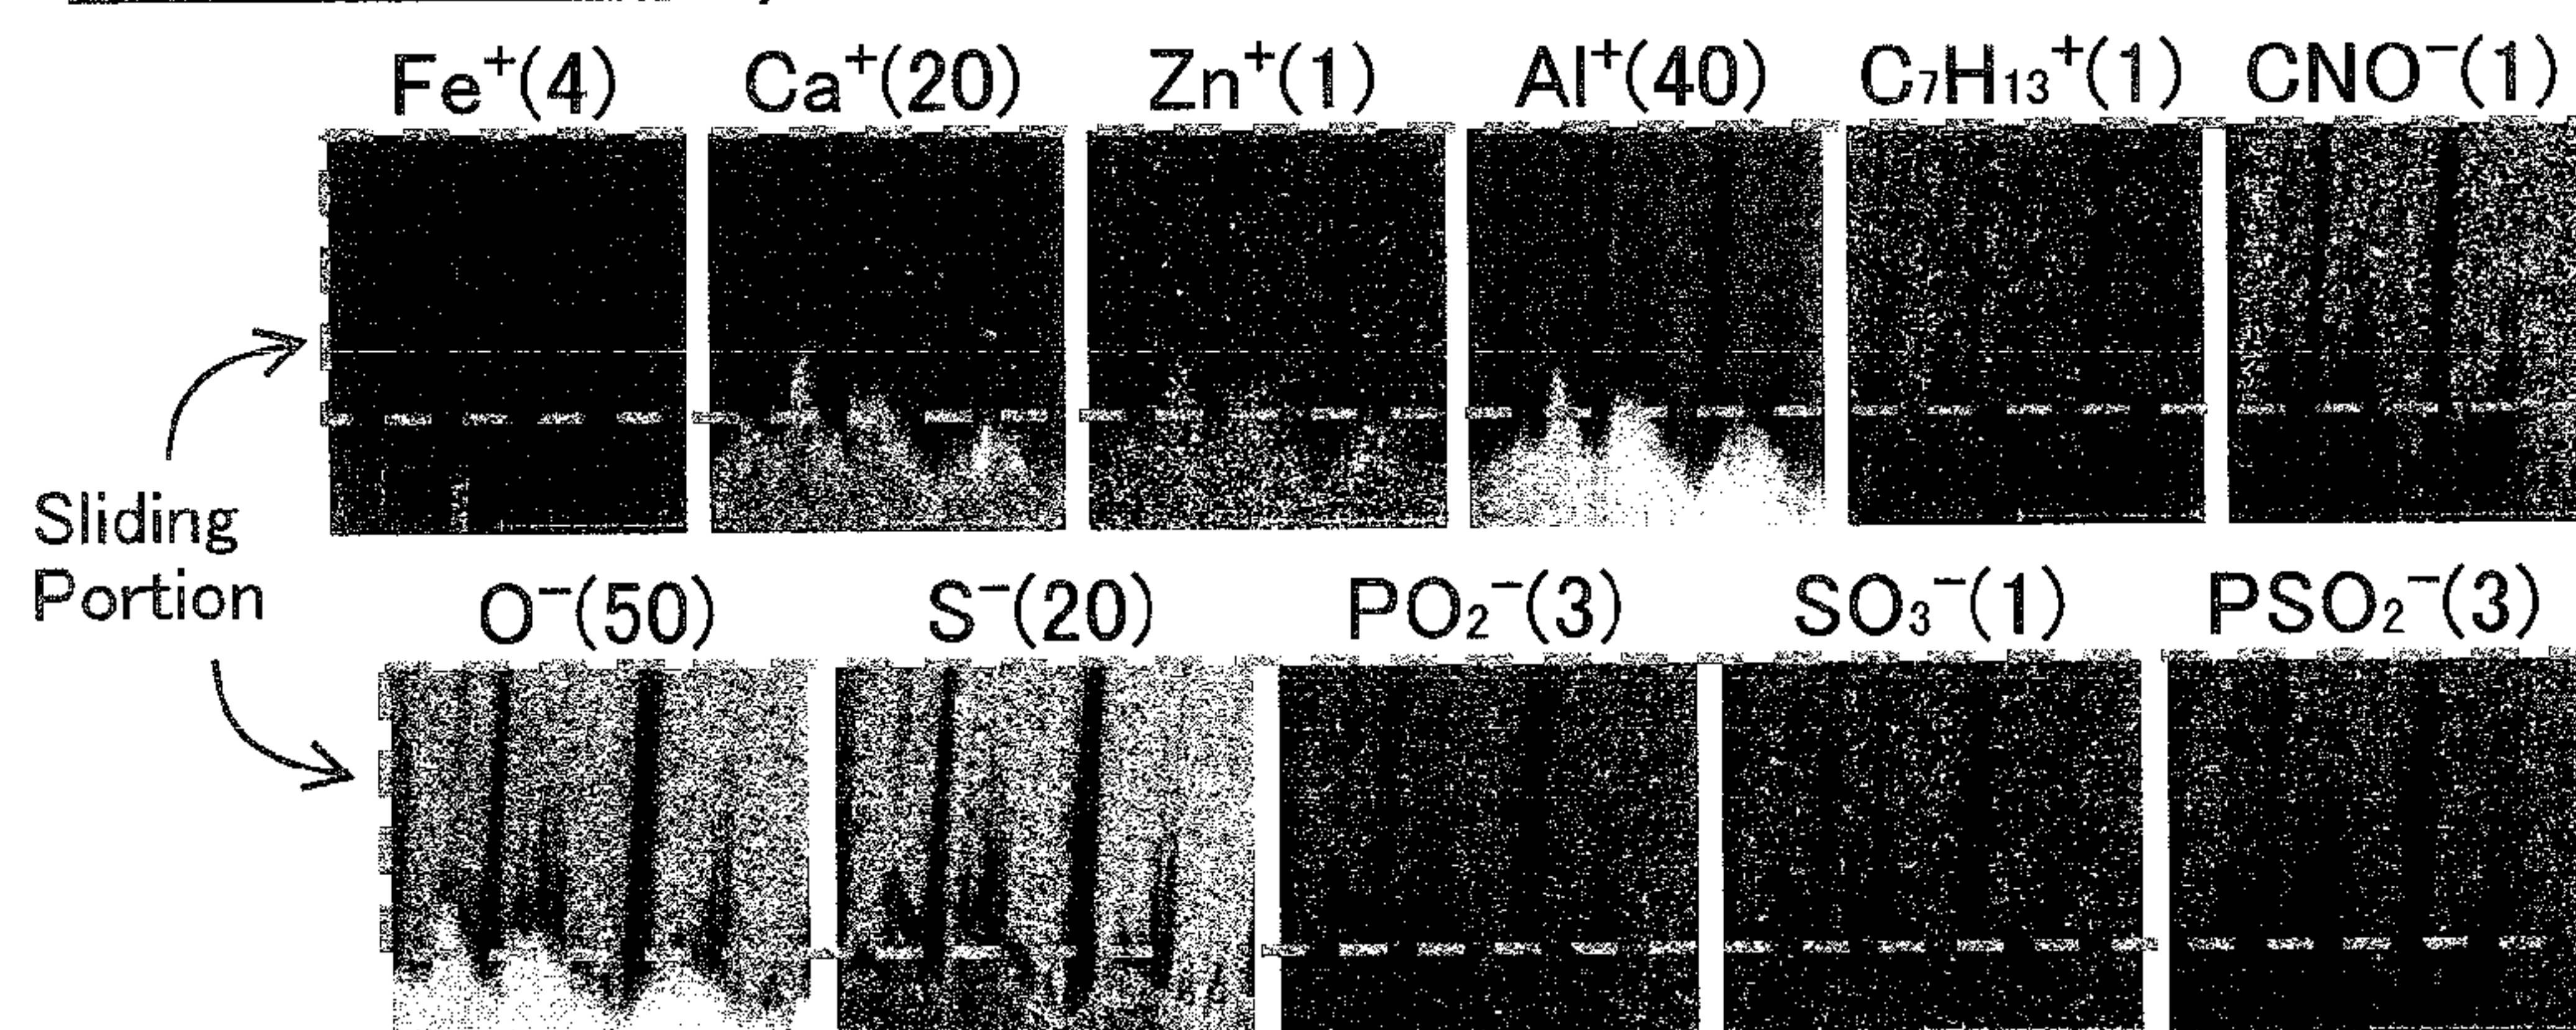 Fe⁺(4) Ca⁺(20) Zn⁺(1) Al⁺(40) C₇H₁₃⁺(1) CNO⁻(1)
Sliding
Portion
O⁻(50) S⁻(20) PO₂⁻(3) SO₃⁻(1) PSO₂⁻(3)